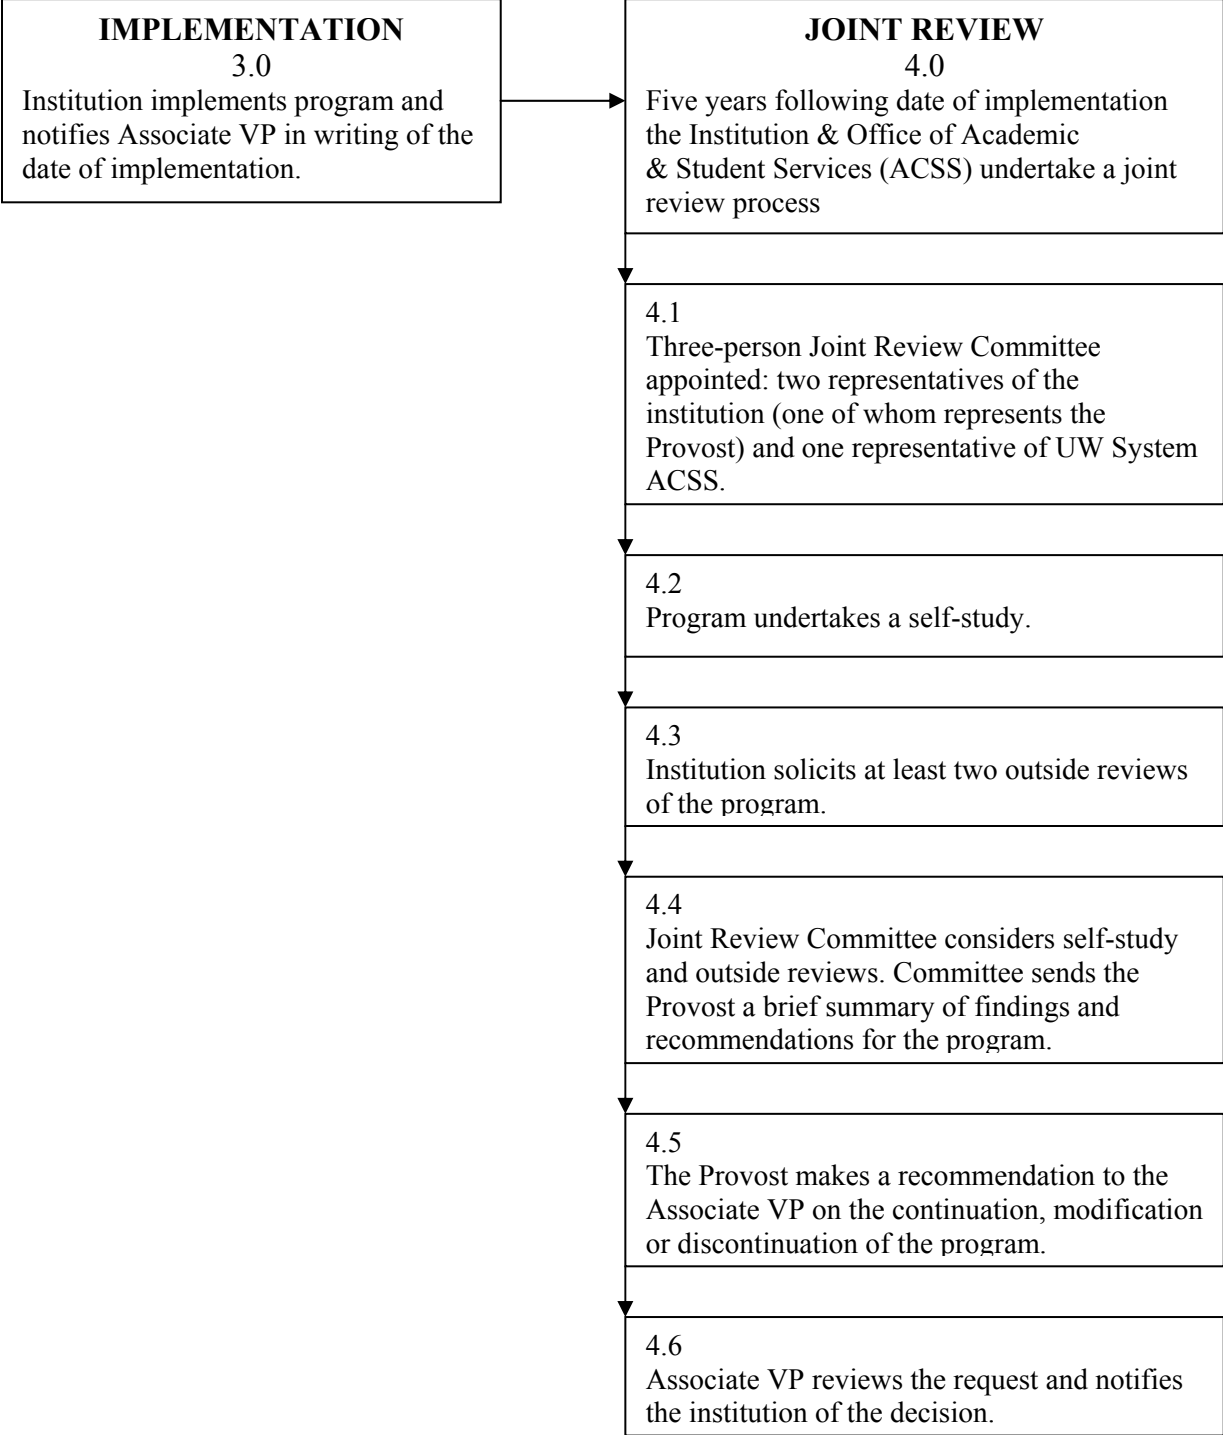 IMPLEMENTATION
3.0
Institution implements program and
notifies Associate VP in writing of the
date of implementation.
JOINT REVIEW
4.0
Five years following date of implementation
the Institution & Office of Academic
& Student Services (ACSS) undertake a joint
review process
4.1
Three-person Joint Review Committee
appointed: two representatives of the
institution (one of whom represents the
Provost) and one representative of UW System
ACSS.
4.2
Program undertakes a self-study.
4.3
Institution solicits at least two outside reviews
of the program.
4.4
Joint Review Committee considers self-study
and outside reviews. Committee sends the
Provost a brief summary of findings and
recommendations for the program.
4.5
The Provost makes a recommendation to the
Associate VP on the continuation, modification
or discontinuation of the program.
4.6
Associate VP reviews the request and notifies
the institution of the decision.